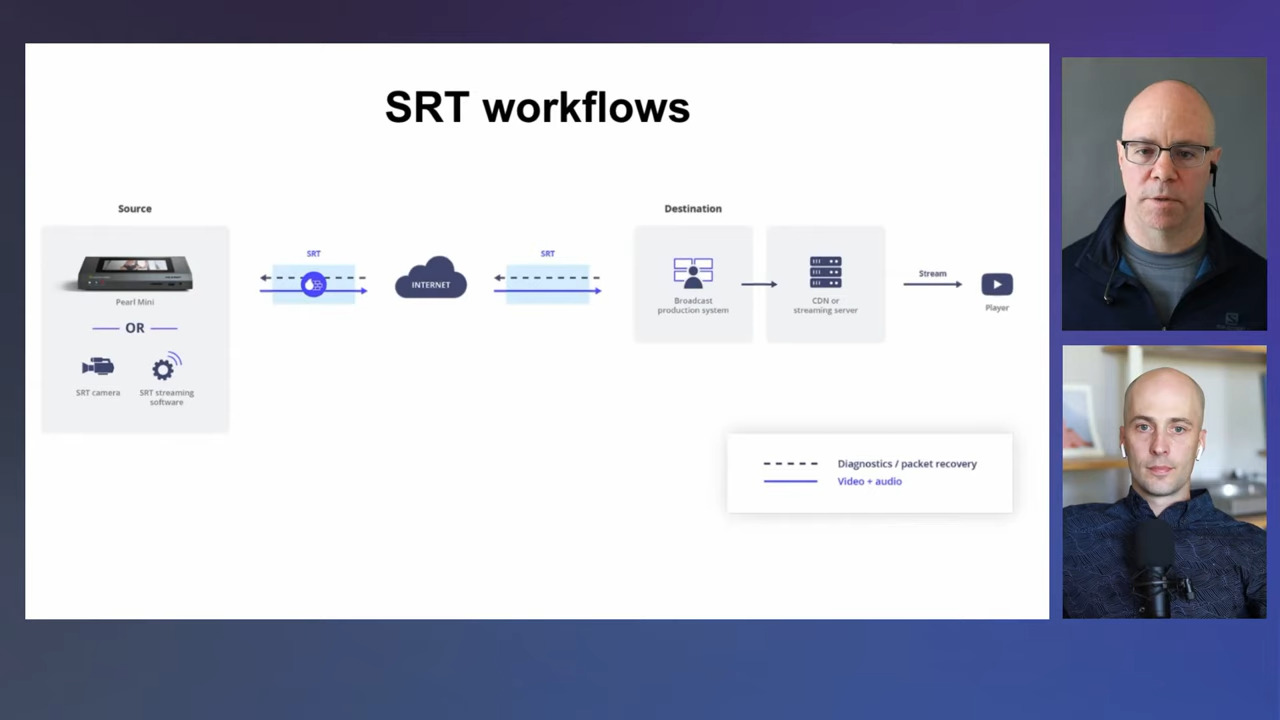 SRT workflows
Source
Destination
Pearl Mini
OR
SRT camera
SRT streaming
software
SRT
INTERNET
SRT
Broadcast
production system
CDN or
streaming server
Stream
Player
Diagnostics / packet recovery
Video + audio